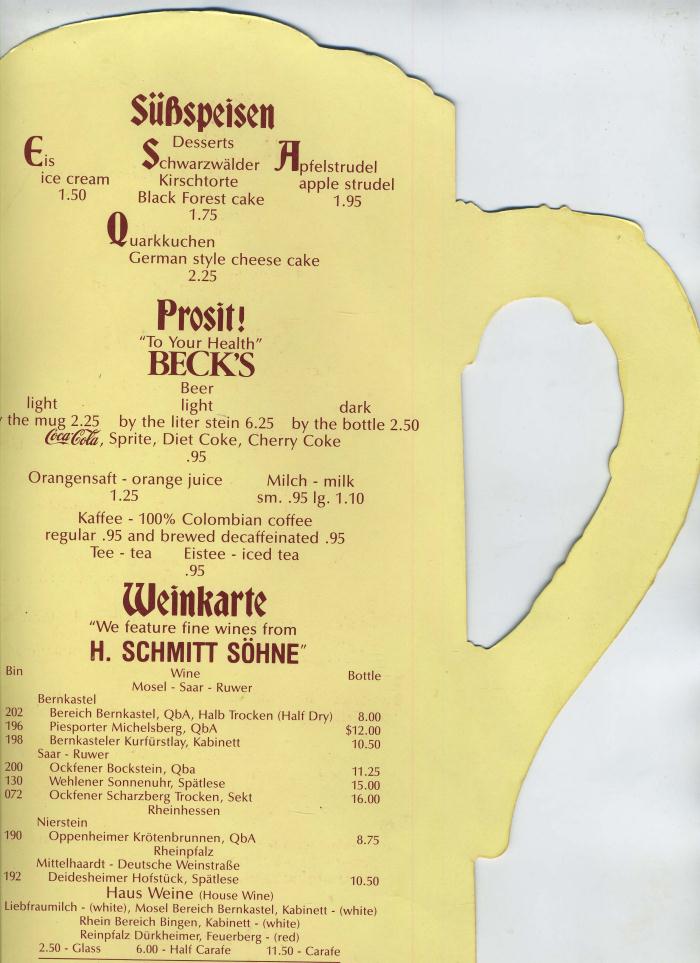 Süßspeisen
Desserts
Eis
ice cream
1.50
Schwarzwälder
Kirschtorte
Black Forest cake
1.75
Apfelstrudel
apple strudel
1.95
Quarkkuchen
German style cheese cake
2.25
Prosit!
"To Your Health"
BECK'S
Beer
light light dark
the mug 2.25 by the liter stein 6.25 by the bottle 2.50
Coca-Cola, Sprite, Diet Coke, Cherry Coke
.95
Orangensaft - orange juice Milch - milk
1.25 sm. .95 lg. 1.10
Kaffee - 100% Colombian coffee
regular .95 and brewed decaffeinated .95
Tee - tea Eistee - iced tea
.95
Weinkarte
"We feature fine wines from
H. SCHMITT SÖHNE"
Bin Wine Bottle
Mosel - Saar - Ruwer
Bernkastel
202 Bereich Bernkastel, QbA, Halb Trocken (Half Dry) 8.00
196 Piesporter Michelsberg, QbA $12.00
198 Bernkasteler Kurfürstlay, Kabinett 10.50
Saar - Ruwer
200 Ockfener Bockstein, Qba 11.25
130 Wehlener Sonnenuhr, Spätlese 15.00
072 Ockfener Scharzberg Trocken, Sekt 16.00
Rheinhessen
Nierstein
190 Oppenheimer Krötenbrunnen, QbA 8.75
Rheinpfalz
Mittelhaardt - Deutsche Weinstraße
192 Deidesheimer Hofstück, Spätlese 10.50
Haus Weine (House Wine)
Liebfraumilch - (white), Mosel Bereich Bernkastel, Kabinett - (white)
Rhein Bereich Bingen, Kabinett - (white)
Reinpfalz Dürkheimer, Feuerberg - (red)
2.50 - Glass 6.00 - Half Carafe 11.50 - Carafe